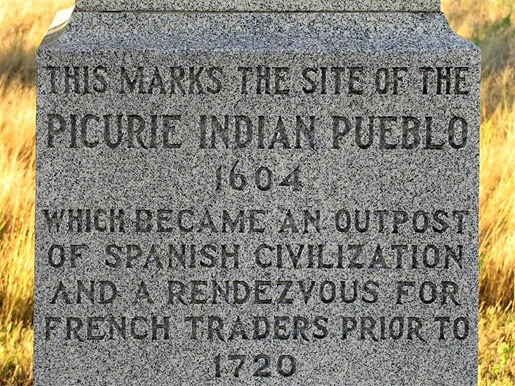 THIS MARKS THE SITE OF THE
PICURIE INDIAN PUEBLO
1604
WHICH BECAME AN OUTPOST
OF SPANISH CIVILIZATION
AND A RENDEZVOUS FOR
FRENCH TRADERS PRIOR TO
1720